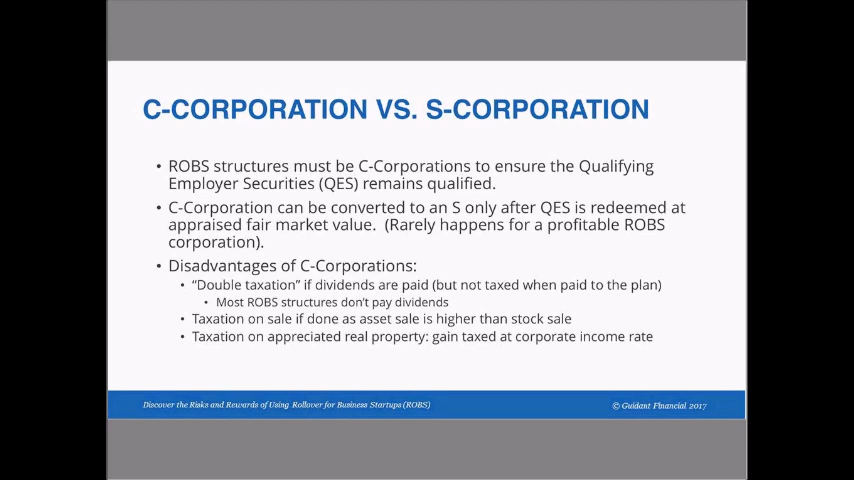 C-CORPORATION VS. S-CORPORATION
• ROBS structures must be C-Corporations to ensure the Qualifying
Employer Securities (QES) remains qualified.
• C-Corporation can be converted to an S only after QES is redeemed at
appraised fair market value.  (Rarely happens for a profitable ROBS
corporation).
• Disadvantages of C-Corporations:
• “Double taxation” if dividends are paid (but not taxed when paid to the plan)
• Most ROBS structures don’t pay dividends
• Taxation on sale if done as asset sale is higher than stock sale
• Taxation on appreciated real property: gain taxed at corporate income rate
Discover the Risks and Rewards of Using Rollover for Business Startups (ROBS)
© Guidant Financial 2017